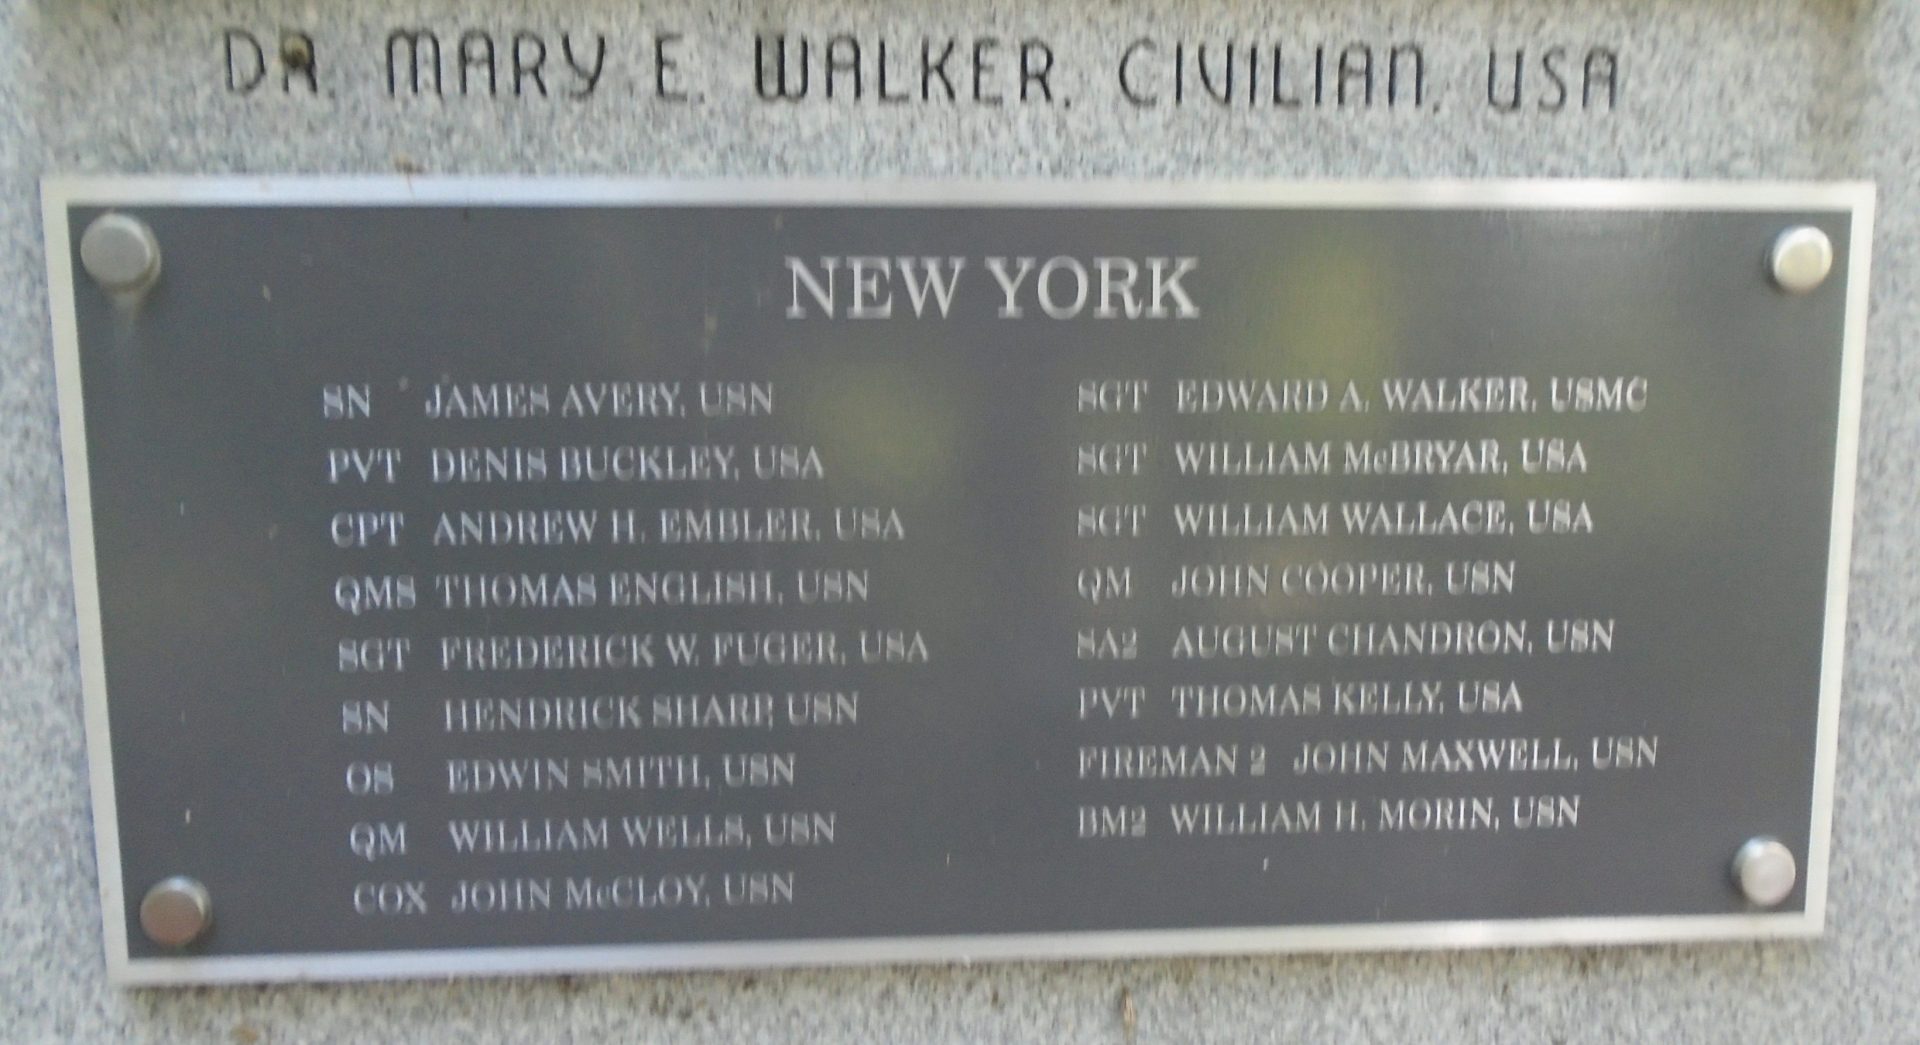 DR. MARY E. WALKER, CIVILIAN, USA
NEW YORK
SN JAMES AVERY, USN
PVT DENIS BUCKLEY, USA
CPT ANDREW H. EMBLER, USA
QMS THOMAS ENGLISH, USN
SGT FREDERICK W. FUGER, USA
SN HENDRICK SHARP, USN
OS EDWIN SMITH, USN
QM WILLIAM WELLS, USN
COX JOHN McCLOY, USN
SGT EDWARD A. WALKER, USMC
SGT WILLIAM McBRYAR, USA
SGT WILLIAM WALLACE, USA
QM JOHN COOPER, USN
SA2 AUGUST CHANDRON, USN
PVT THOMAS KELLY, USA
FIREMAN 2 JOHN MAXWELL, USN
BM2 WILLIAM H. MORIN, USN